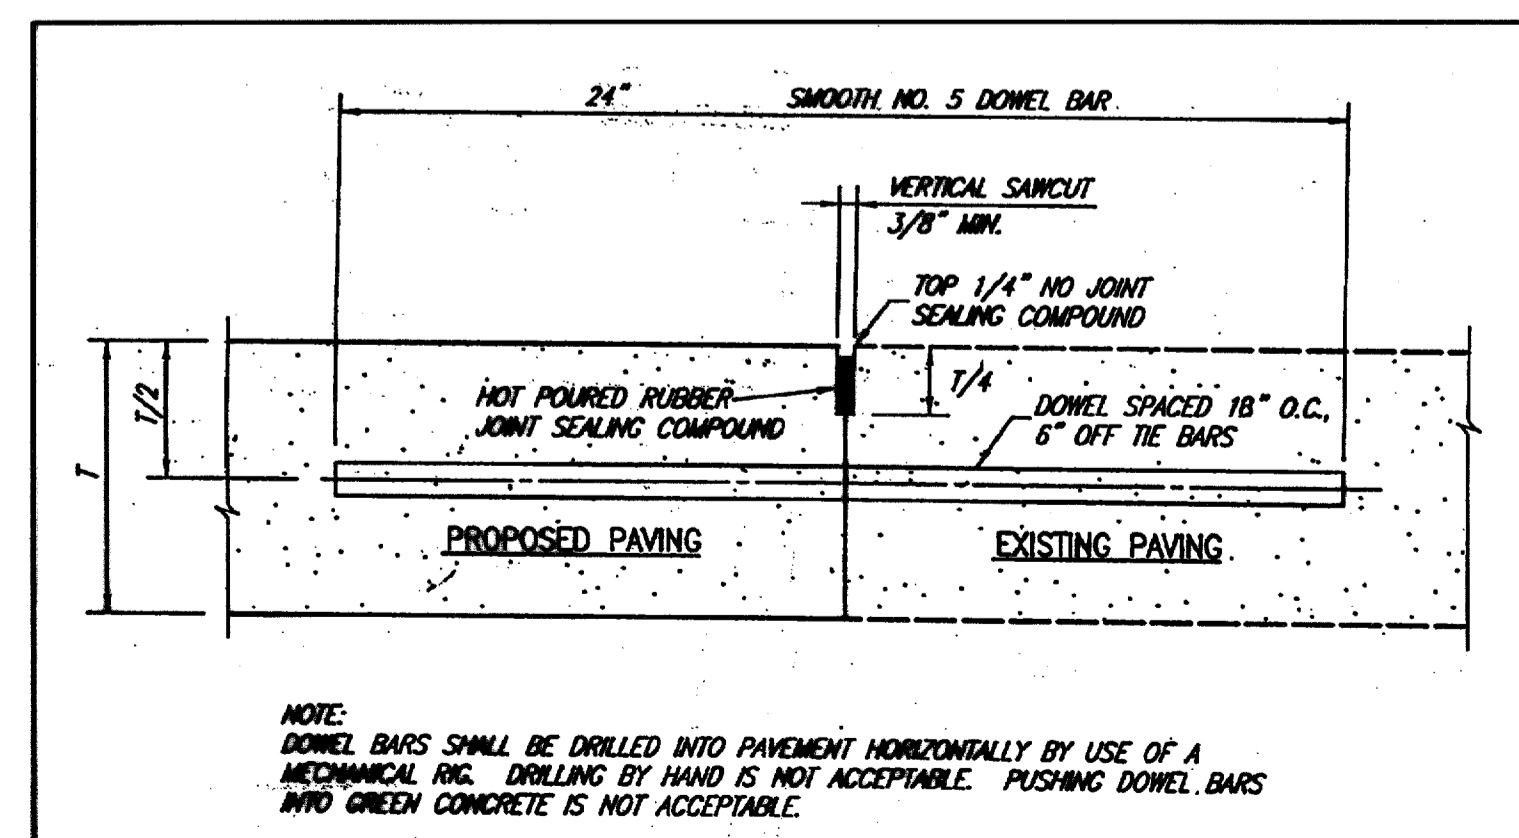 24" SMOOTH NO. 5 DOWEL BAR
VERTICAL SAWCUT
3/8" MIN.
TOP 1/4" NO JOINT
SEALING COMPOUND
T/2
T
HOT POURED RUBBER
JOINT SEALING COMPOUND
T/4
DOWEL SPACED 18" O.C.,
6" OFF TIE BARS
PROPOSED PAVING
EXISTING PAVING
NOTE:
DOWEL BARS SHALL BE DRILLED INTO PAVEMENT HORIZONTALLY BY USE OF A
MECHANICAL RIG. DRILLING BY HAND IS NOT ACCEPTABLE. PUSHING DOWEL BARS
INTO GREEN CONCRETE IS NOT ACCEPTABLE.